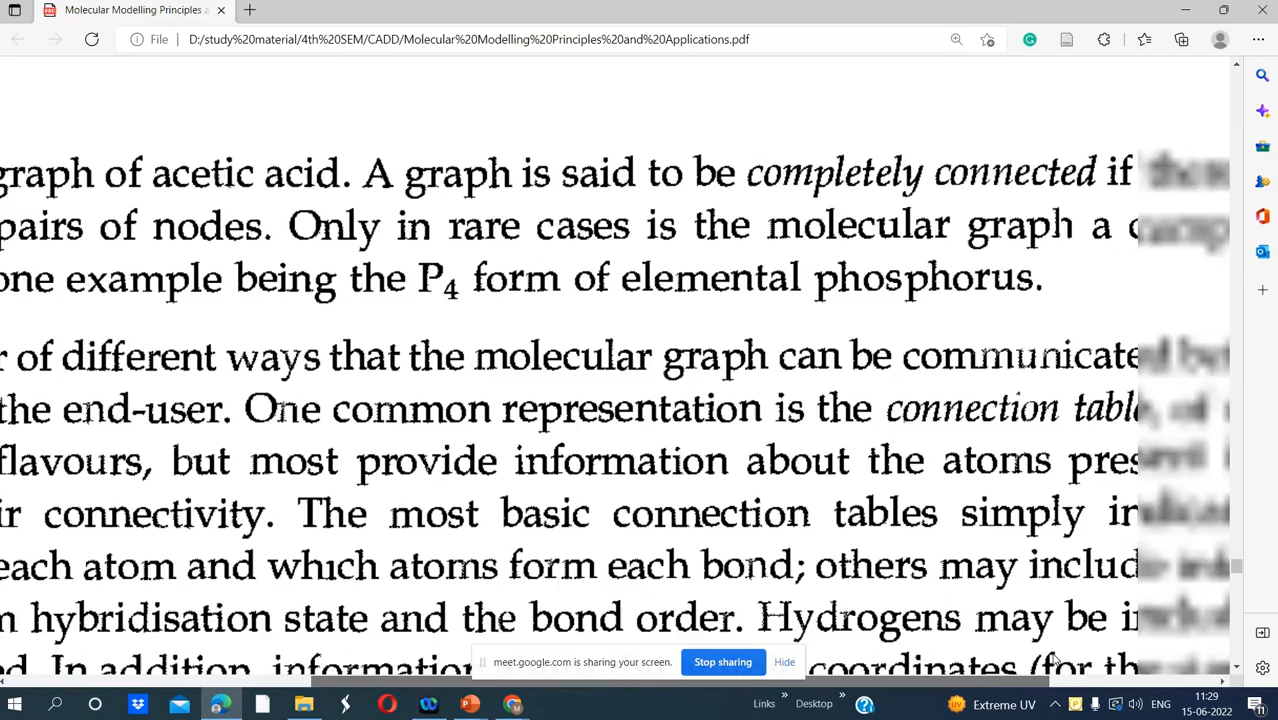 Molecular Modelling Principles a
File D:/study%20material/4th%20SEM/CADD/Molecular%20Modelling%20Principles%20and%20Applications.pdf
graph of acetic acid. A graph is said to be completely connected if
pairs of nodes. Only in rare cases is the molecular graph a
one example being the P4 form of elemental phosphorus.
r of different ways that the molecular graph can be communicated
the end-user. One common representation is the connection table,
flavours, but most provide information about the atoms
ir connectivity. The most basic connection tables simply
each atom and which atoms form each bond; others may
n hybridisation state and the bond order. Hydrogens may be
ed. In addition, coordinates (for
meet.google.com is sharing your screen. Stop sharing Hide
Links » Desktop » Extreme UV ENG 11:29
15-06-2022